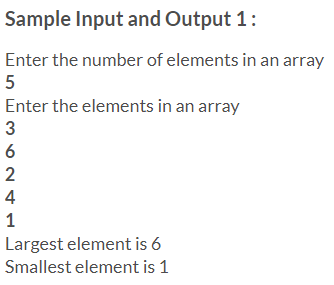 Sample Input and Output 1 :
Enter the number of elements in an array
5
Enter the elements in an array
3
6
2
4
1
Largest element is 6
Smallest element is 1